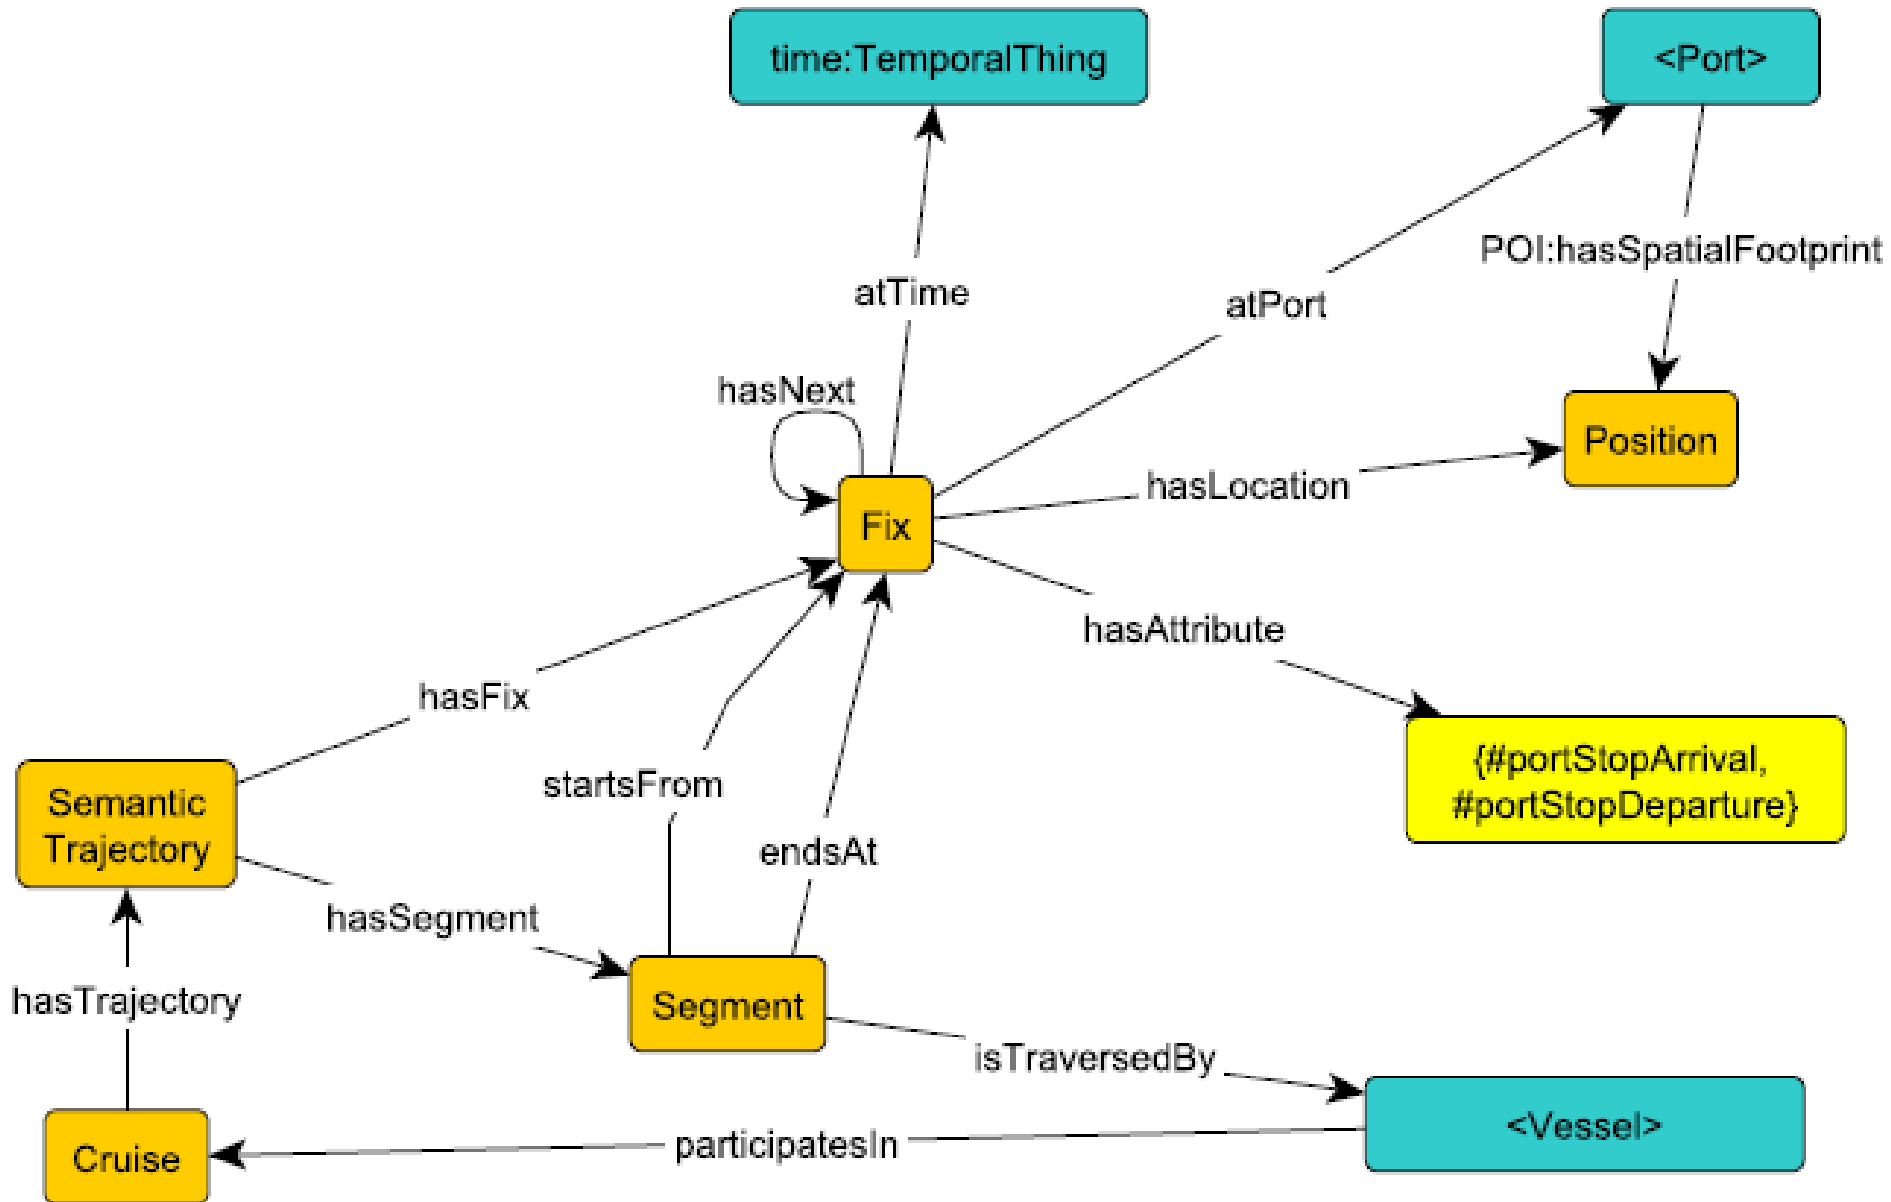 time:TemporalThing
<Port>
POI:hasSpatialFootprint
atTime
atPort
hasNext
Position
hasLocation
Fix
hasAttribute
hasFix
{#portStopArrival,
#portStopDeparture}
startsFrom
Semantic
Trajectory
endsAt
hasSegment
hasTrajectory
Segment
isTraversedBy
<Vessel>
participatesIn
Cruise